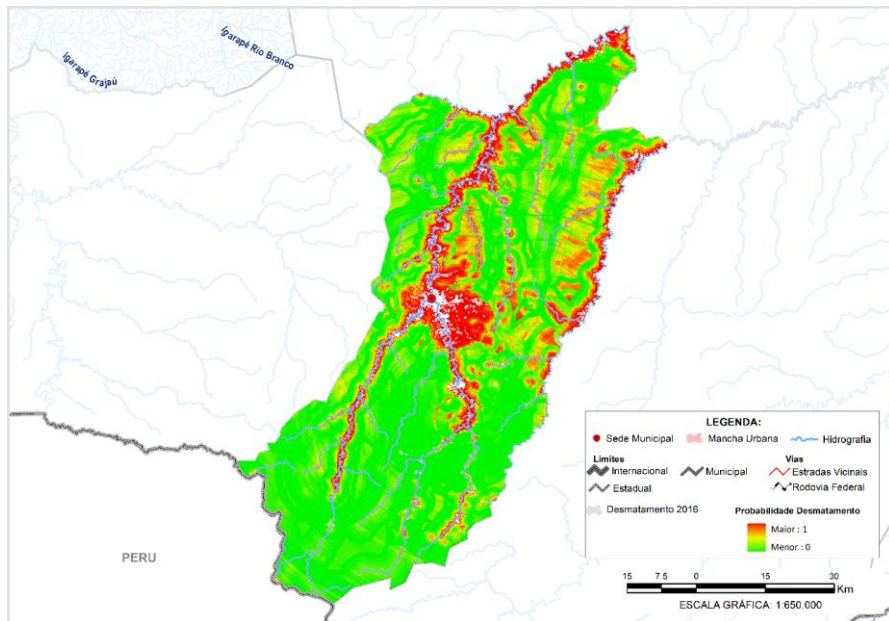 Igarapé Rio Branco
Igarapé Grajaú
PERU
LEGENDA:
Sede Municipal Mancha Urbana Hidrografia
Limites Vias
Internacional Municipal Estradas Vicinais
Estadual Rodovia Federal
Desmatamento 2016 Probabilidade Desmatamento
Maior : 1
Menor : 0
15 7.5 0 15 30
Km
ESCALA GRÁFICA: 1:650.000